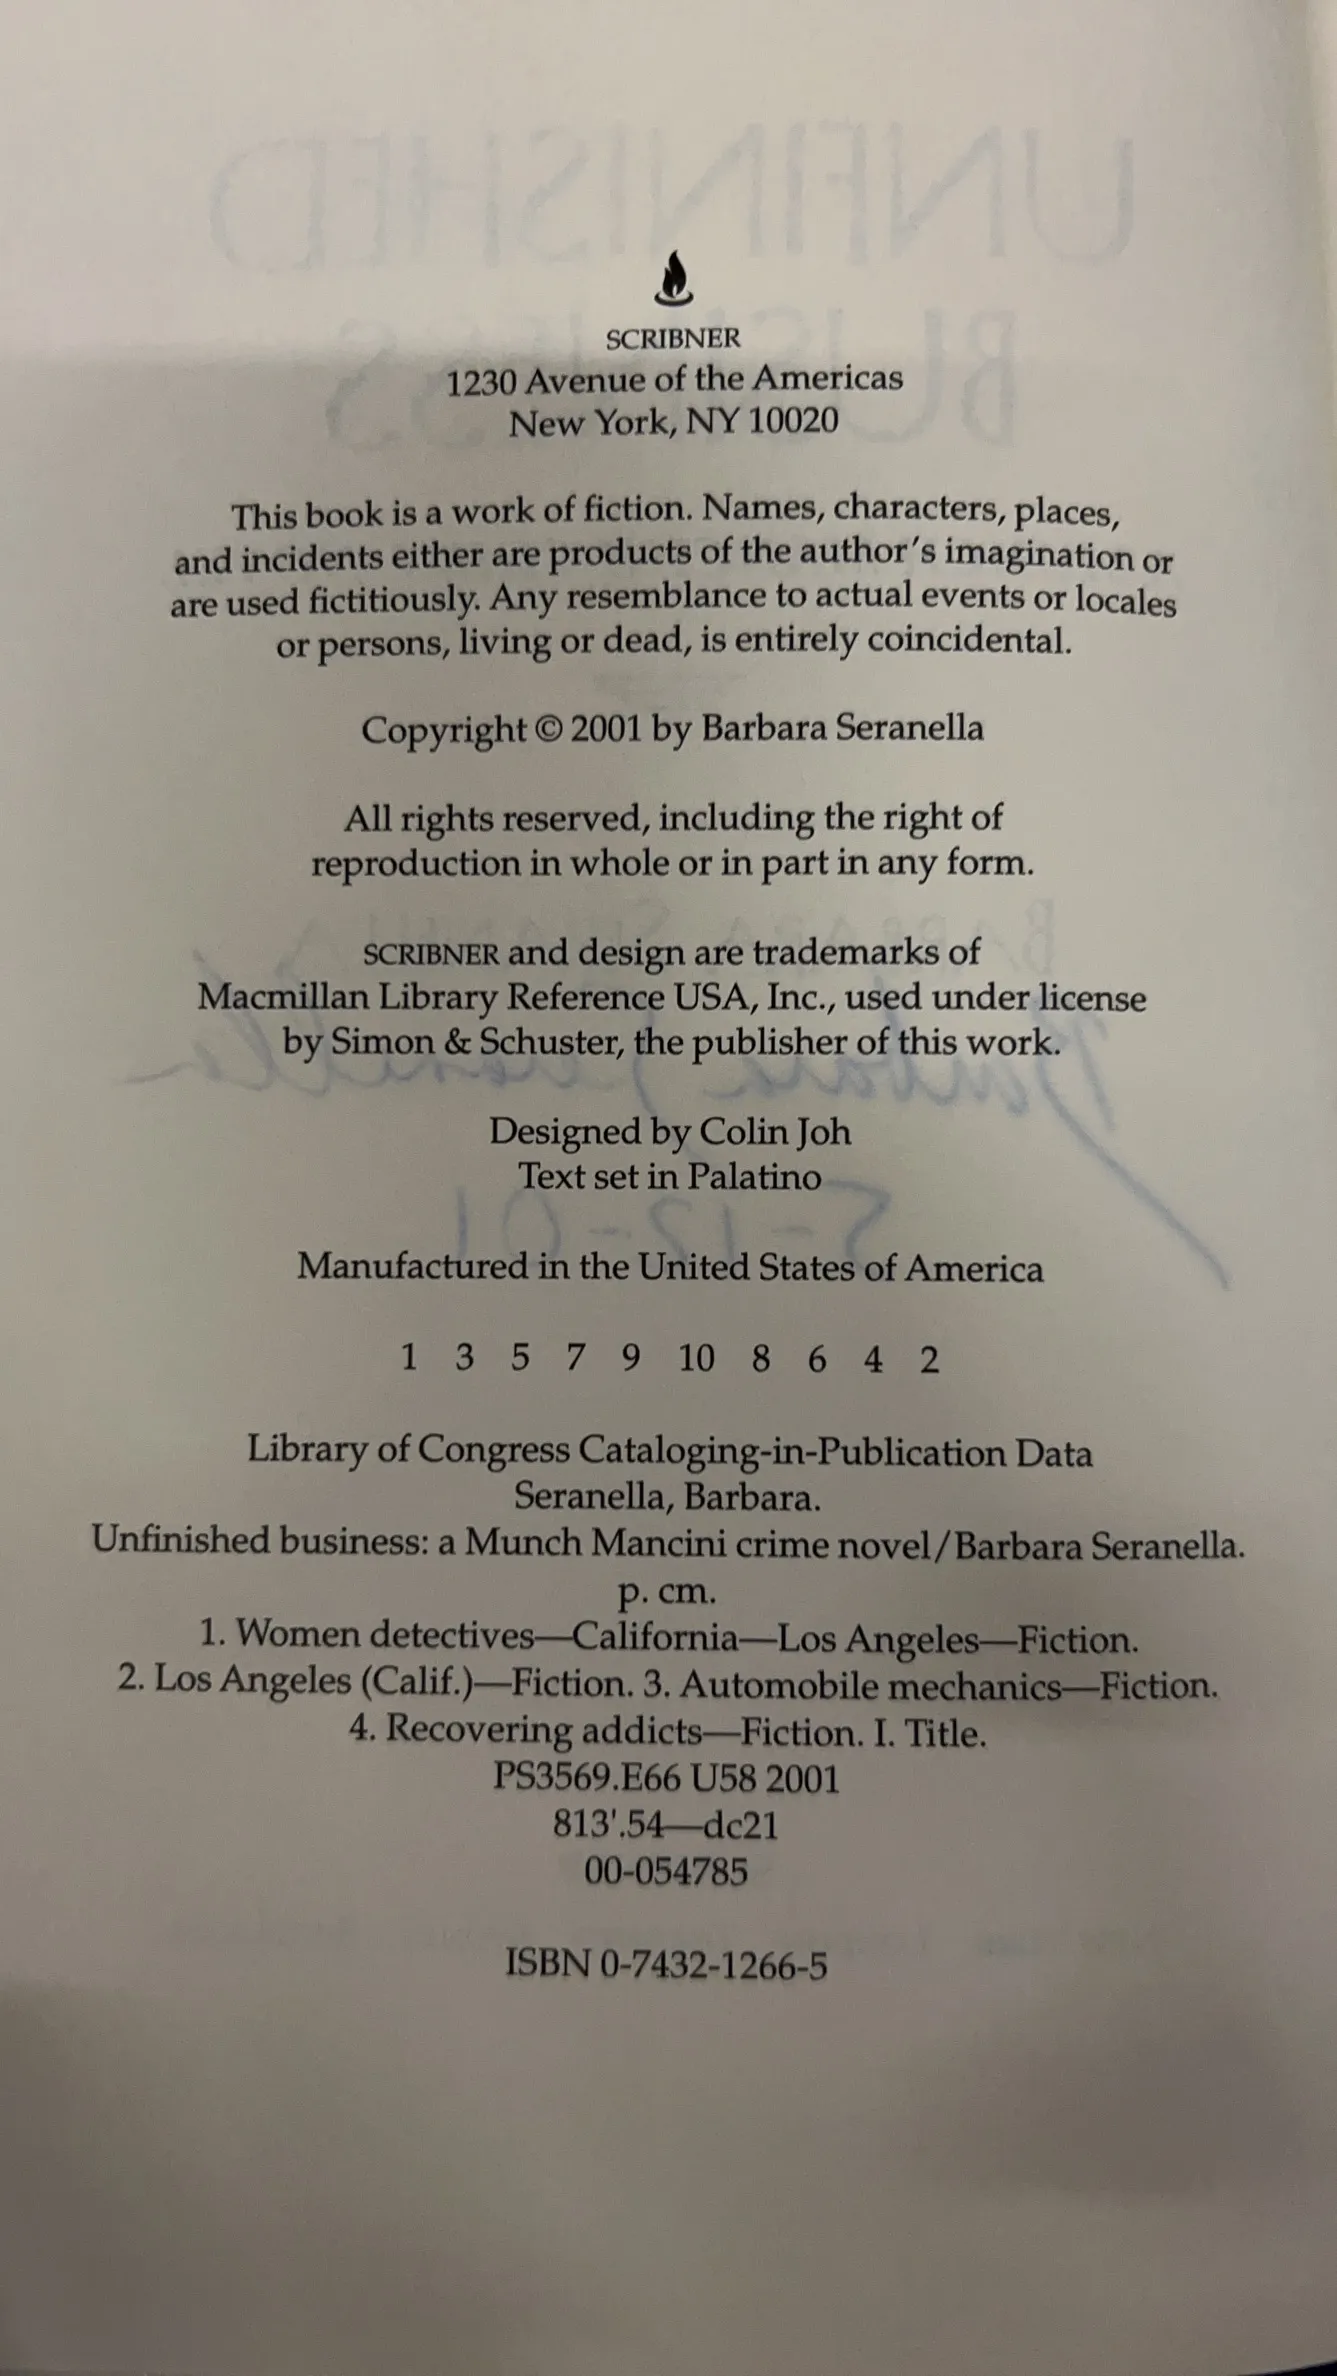 SCRIBNER
1230 Avenue of the Americas
New York, NY 10020
This book is a work of fiction. Names, characters, places,
and incidents either are products of the author's imagination or
are used fictitiously. Any resemblance to actual events or locales
or persons, living or dead, is entirely coincidental.
Copyright © 2001 by Barbara Seranella
All rights reserved, including the right of
reproduction in whole or in part in any form.
SCRIBNER and design are trademarks of
Macmillan Library Reference USA, Inc., used under license
by Simon & Schuster, the publisher of this work.
Designed by Colin Joh
Text set in Palatino
Manufactured in the United States of America
1 3 5 7 9 10 8 6 4 2
Library of Congress Cataloging-in-Publication Data
Seranella, Barbara.
Unfinished business: a Munch Mancini crime novel/Barbara Seranella.
p. cm.
1. Women detectives—California—Los Angeles—Fiction.
2. Los Angeles (Calif.)—Fiction. 3. Automobile mechanics—Fiction.
4. Recovering addicts—Fiction. I. Title.
PS3569.E66 U58 2001
813'.54—dc21
00-054785
ISBN 0-7432-1266-5